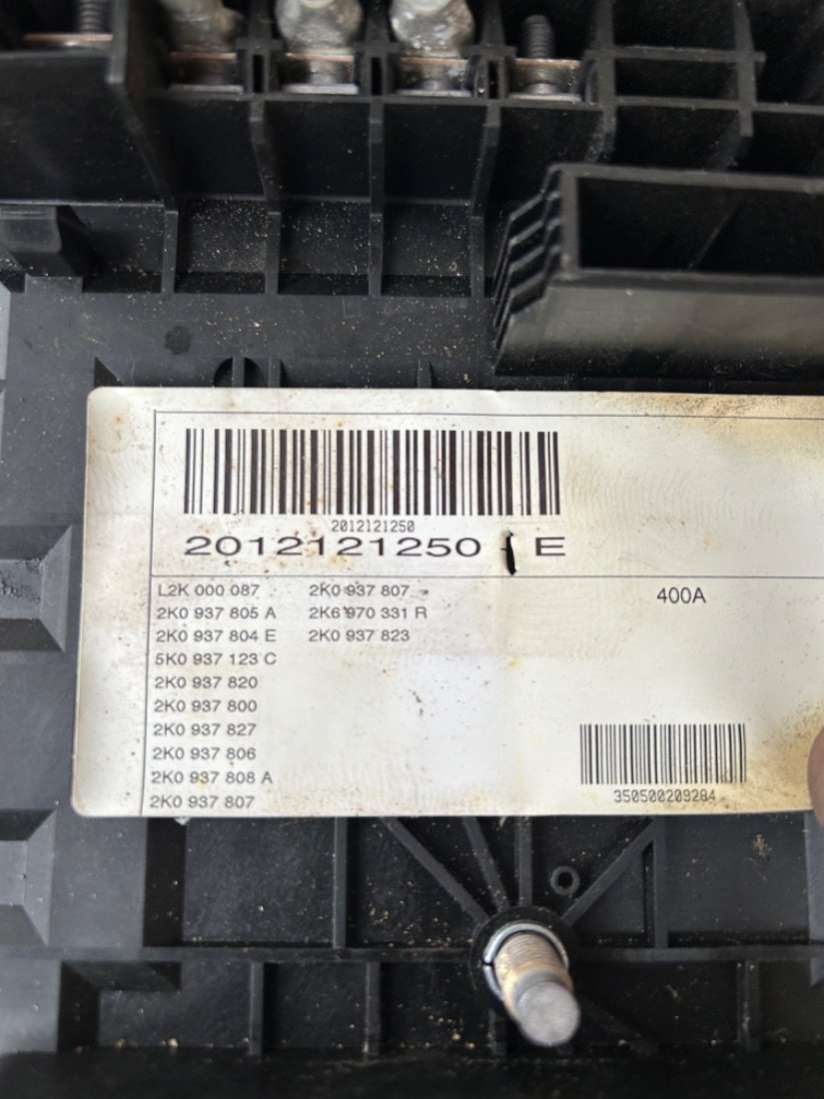 2012121250
2012121250 E
L2K 000 087 2K0 937 807
2K0 937 805 A 2K6 970 331 R
2K0 937 804 E 2K0 937 823
5K0 937 123 C
2K0 937 820
2K0 937 800
2K0 937 827
2K0 937 806
2K0 937 808 A
2K0 937 807
400A
350500209284